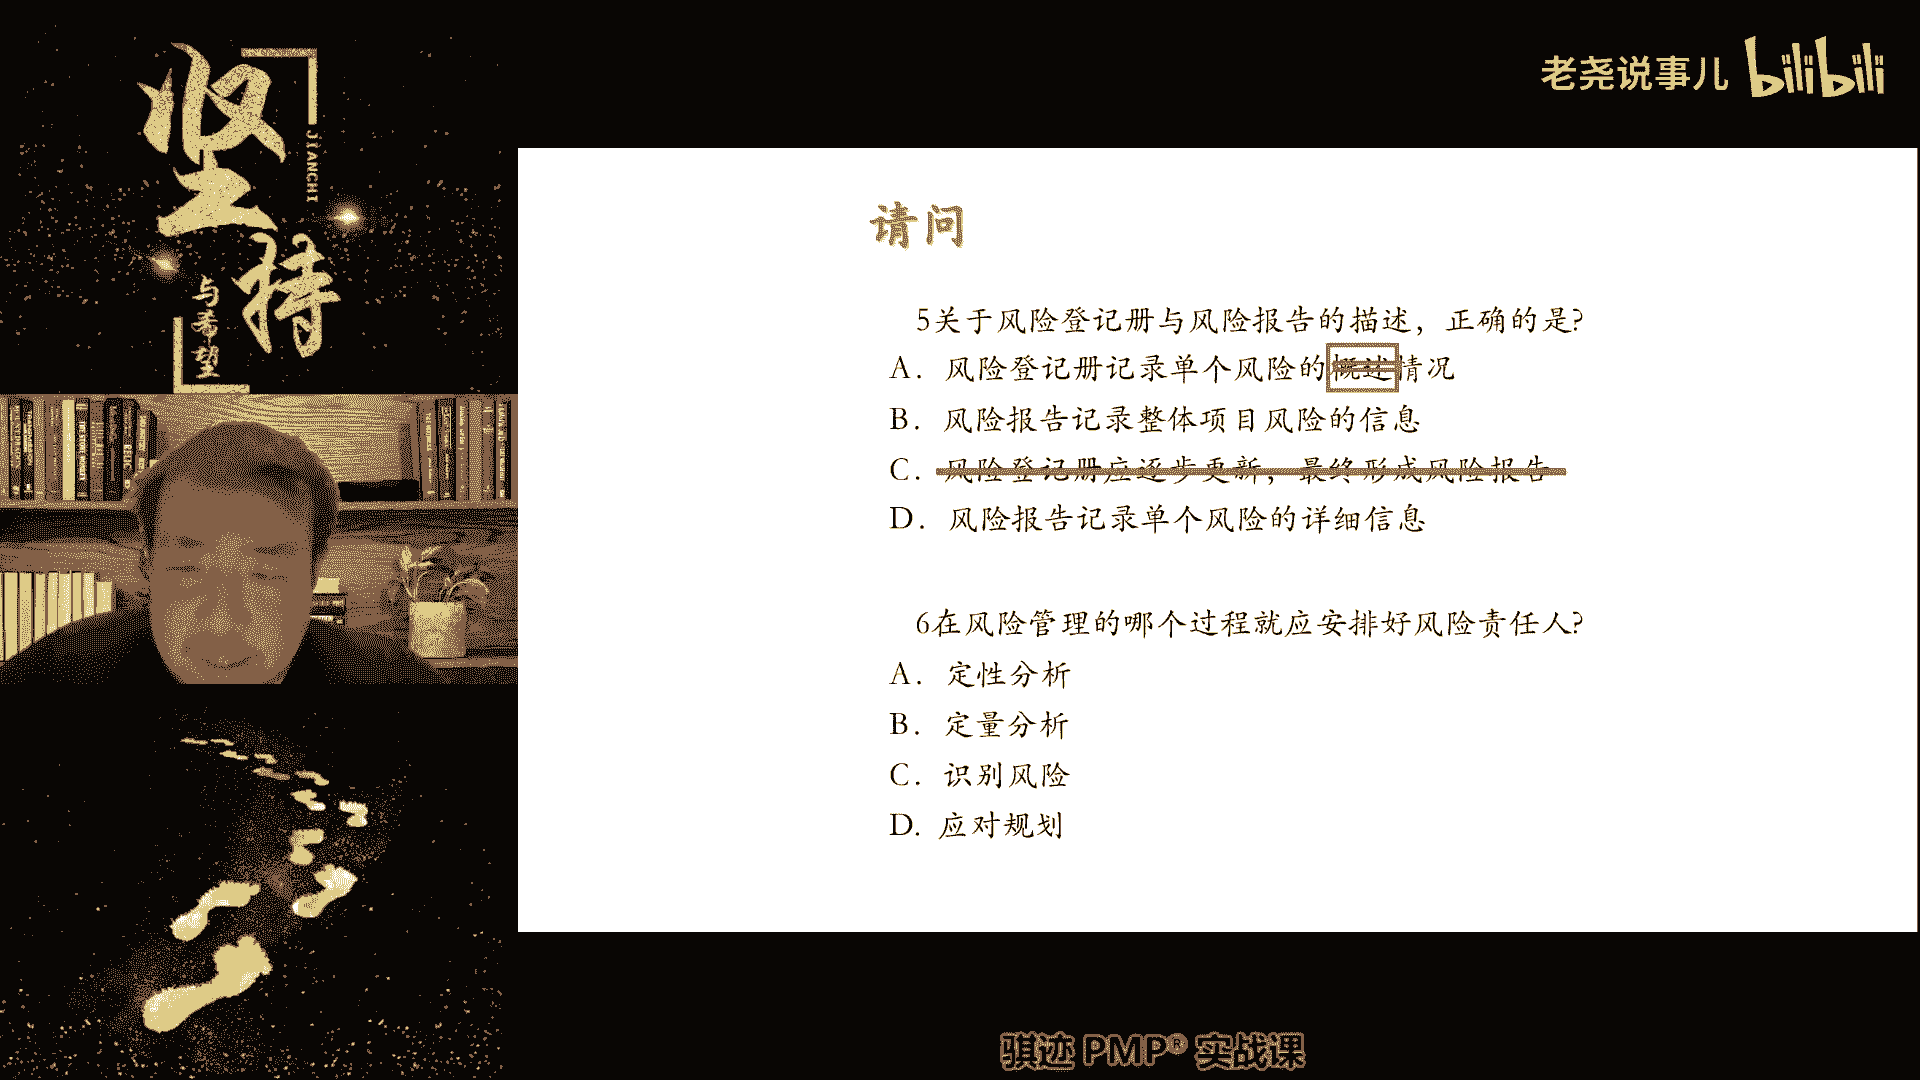 坚持
JIANCHI
与希望
老尧说事儿 bilibili
请问
5关于风险登记册与风险报告的描述，正确的是?
A. 风险登记册记录单个风险的概述情况
B. 风险报告记录整体项目风险的信息
C. 风险登记册应逐步更新，最终形成风险报告
D. 风险报告记录单个风险的详细信息
6在风险管理的哪个过程就应安排好风险责任人?
A. 定性分析
B. 定量分析
C. 识别风险
D. 应对规划
骐迹 PMP® 实战课